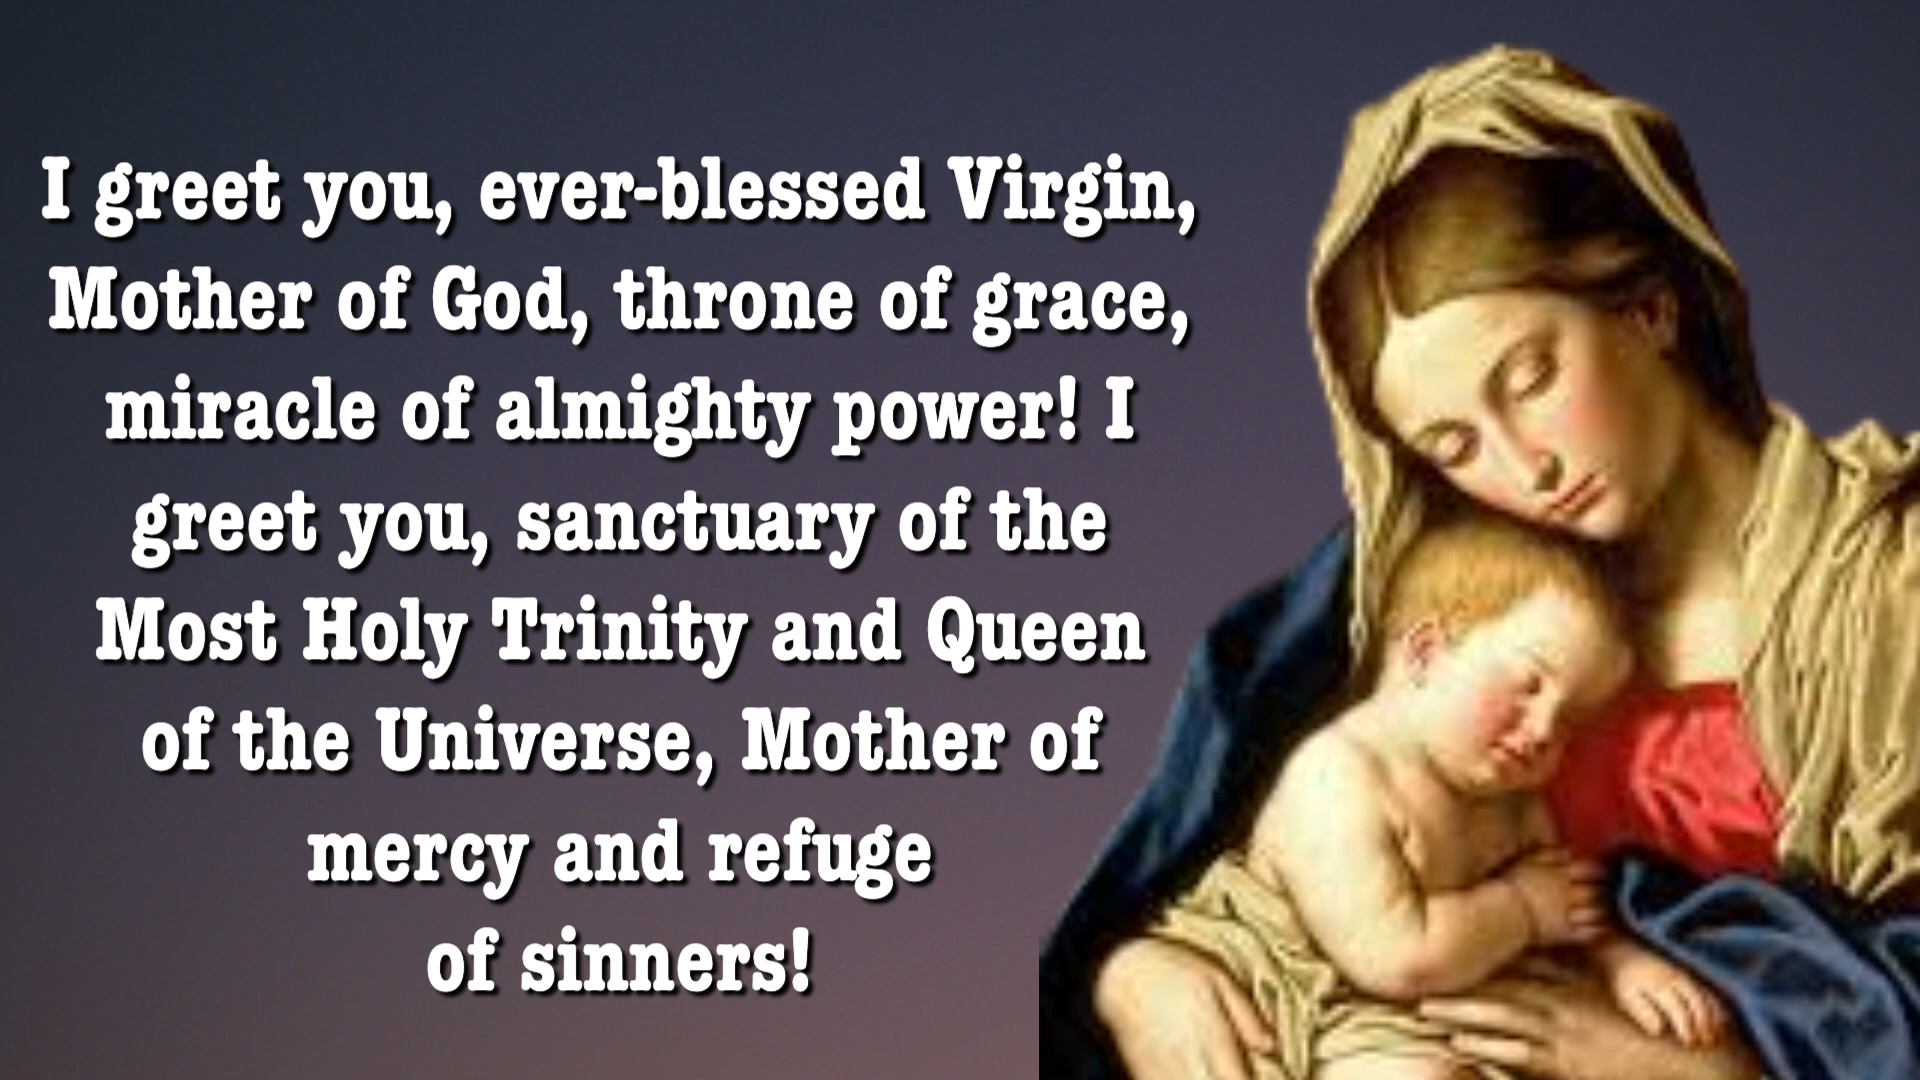 I greet you, ever-blessed Virgin,
Mother of God, throne of grace,
miracle of almighty power! I
greet you, sanctuary of the
Most Holy Trinity and Queen
of the Universe, Mother of
mercy and refuge
of sinners!